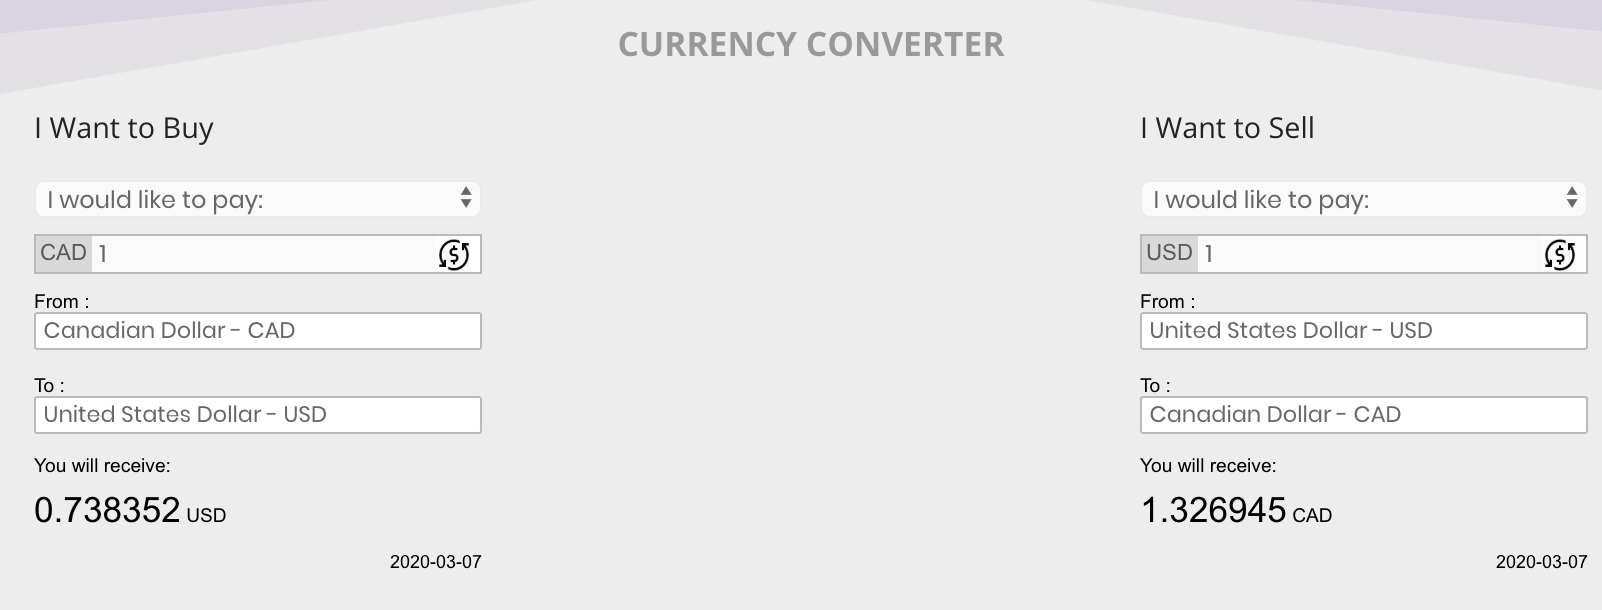 CURRENCY CONVERTER
I Want to Buy
I would like to pay:
CAD 1
From :
Canadian Dollar - CAD
To :
United States Dollar - USD
You will receive:
0.738352 USD
2020-03-07
I Want to Sell
I would like to pay:
USD 1
From :
United States Dollar - USD
To :
Canadian Dollar - CAD
You will receive:
1.326945 CAD
2020-03-07